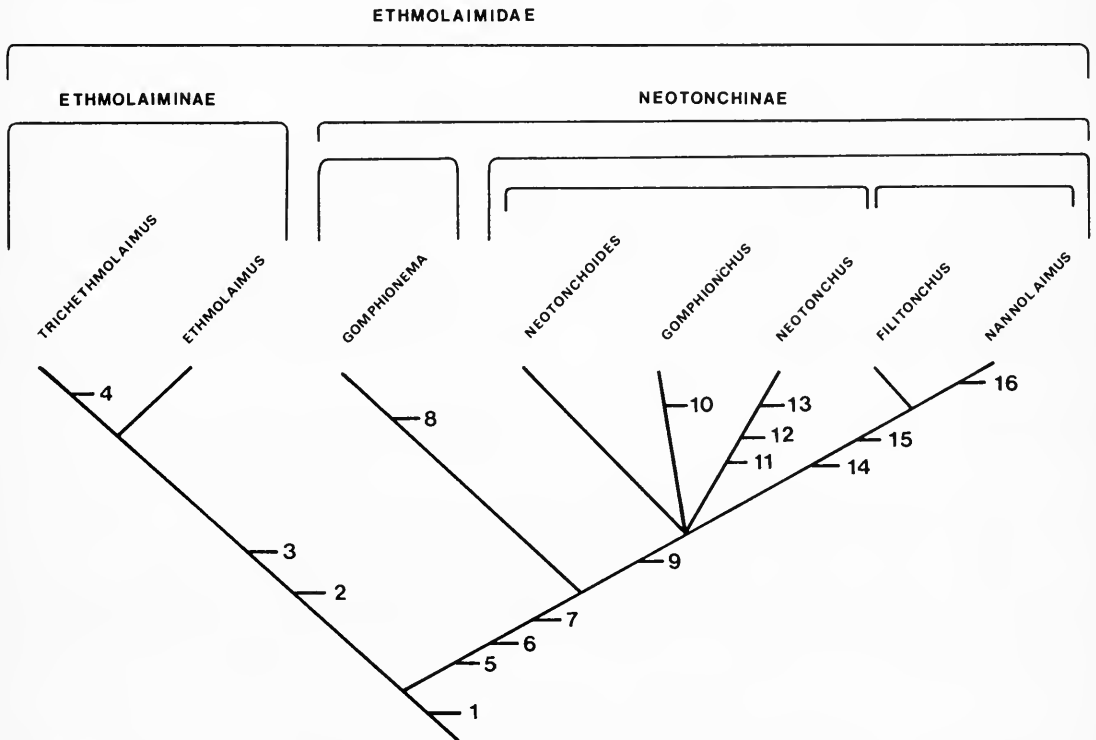 ETHMOLAIMIDAE
ETHMOLAIMINAE
NEOTONCHINAE
TRICHETHMOLAIMUS
ETHMOLAIMUS
GOMPHIONEMA
NEOTONCHOIDES
GOMPHIONCHUS
NEOTONCHUS
FILITONCHUS
NANNOLAIMUS
4
8
10
13
12
11
16
15
14
3
2
9
7
6
5
1